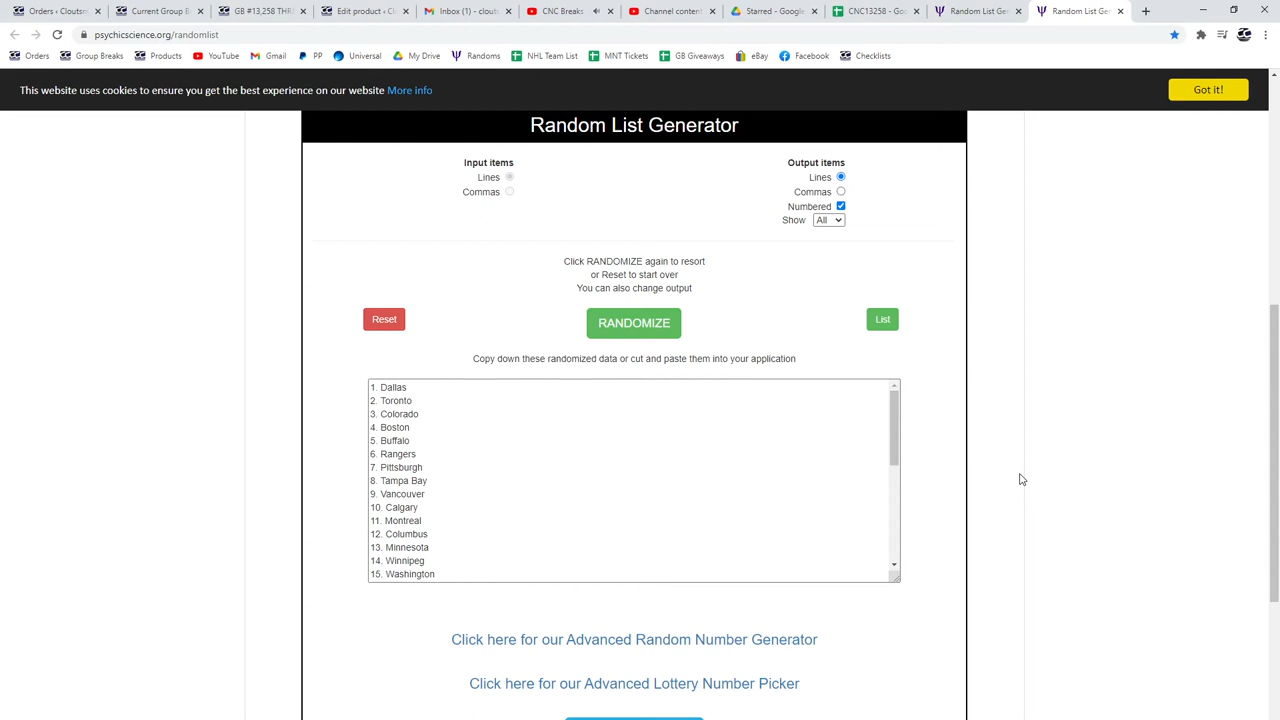 Orders < Cloutsn
Current Group B
GB #13,258 THR
Edit product < Cl
Inbox (1) - clouts
CNC Breaks
Channel content
Starred - Google
CNC13258 - Goo
Random List Gen
Random List Gen
psychicscience.org/randomlist
Orders
Group Breaks
Products
YouTube
Gmail
PP
Universal
My Drive
Randoms
NHL Team List
MNT Tickets
GB Giveaways
eBay
Facebook
Checklists
This website uses cookies to ensure you get the best experience on our website More info
Got it!
Random List Generator
Input items
Output items
Lines
Lines
Commas
Commas
Numbered
Show All
Click RANDOMIZE again to resort
or Reset to start over
You can also change output
Reset
RANDOMIZE
List
Copy down these randomized data or cut and paste them into your application
1. Dallas
2. Toronto
3. Colorado
4. Boston
5. Buffalo
6. Rangers
7. Pittsburgh
8. Tampa Bay
9. Vancouver
10. Calgary
11. Montreal
12. Columbus
13. Minnesota
14. Winnipeg
15. Washington
Click here for our Advanced Random Number Generator
Click here for our Advanced Lottery Number Picker